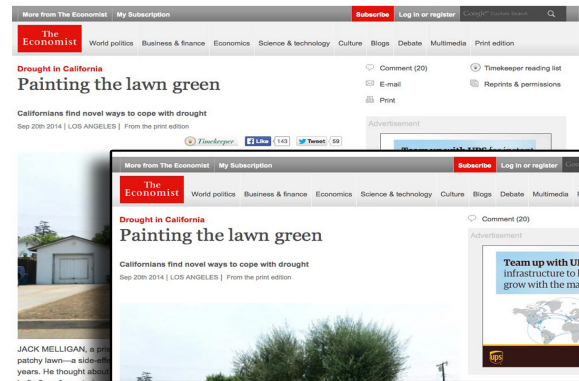 More from The Economist My Subscription Subscribe Log in or register
The Economist World politics Business & finance Economics Science & technology Culture Blogs Debate Multimedia Print edition
Drought in California
Painting the lawn green
Californians find novel ways to cope with drought
Sep 20th 2014 | LOS ANGELES | From the print edition
Comment (20) Timekeeper reading list
E-mail Reprints & permissions
Print
Advertisement
Timekeeper Like 143 Tweet 59
JACK MELLIGAN, a
patchy lawn—a
years. He thought about
More from The Economist My Subscription Subscribe Log in or register
The Economist World politics Business & finance Economics Science & technology Culture Blogs Debate Multimedia
Drought in California
Painting the lawn green
Californians find novel ways to cope with drought
Sep 20th 2014 | LOS ANGELES | From the print edition
Comment (20)
Advertisement
Team up with
infrastructure to
grow with the
ups